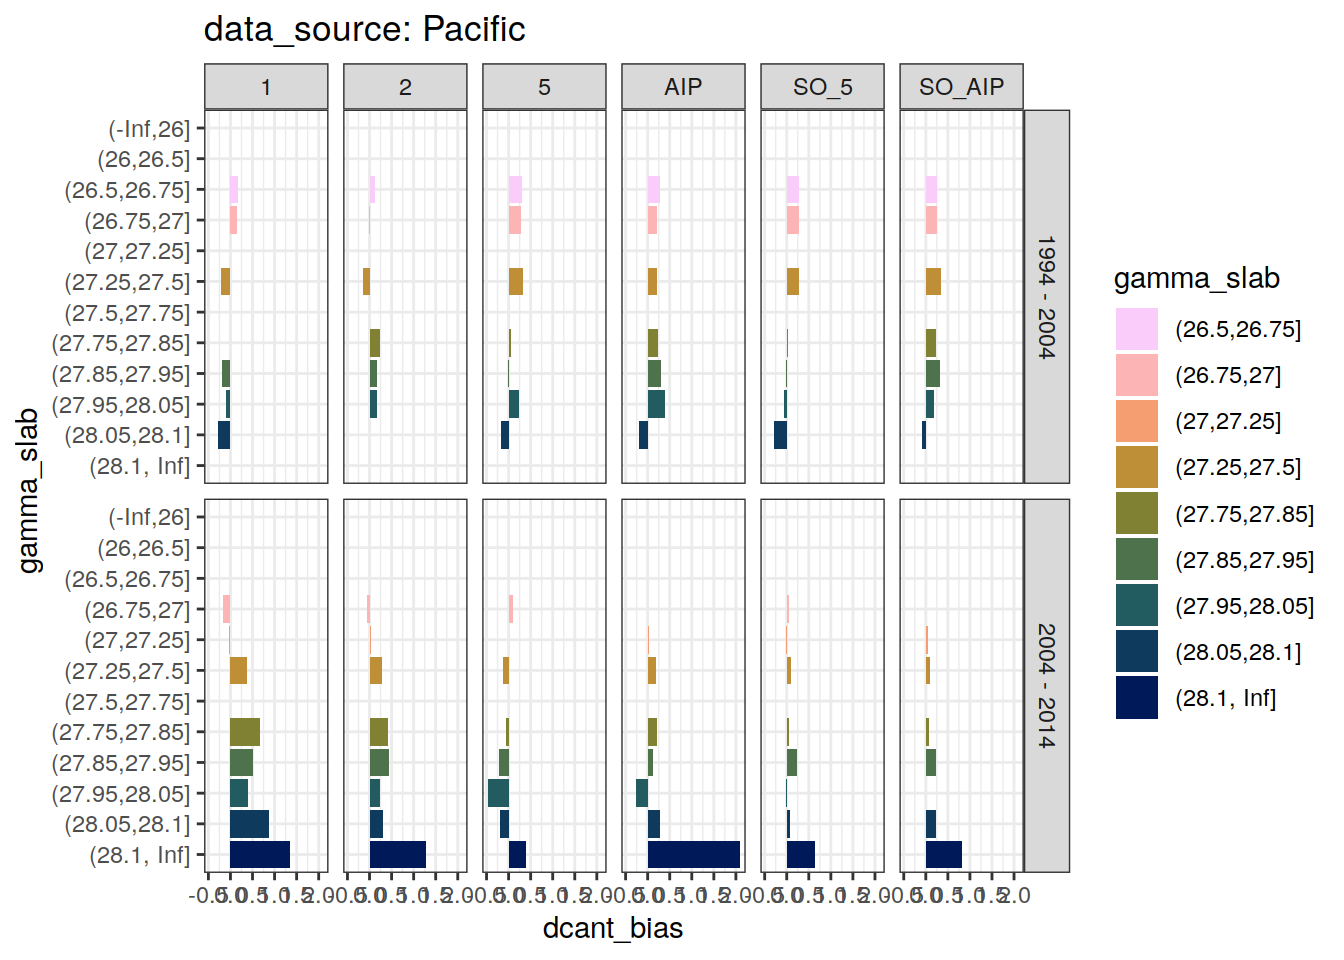 data_source: Pacific
1 2 5 AIP SO_5 SO_AIP
(-Inf,26]
(26,26.5]
(26.5,26.75]
(26.75,27]
(27,27.25]
(27.25,27.5]
(27.5,27.75]
(27.75,27.85]
(27.85,27.95]
(27.95,28.05]
(28.05,28.1]
(28.1, Inf]
1994 - 2004
(-Inf,26]
(26,26.5]
(26.5,26.75]
(26.75,27]
(27,27.25]
(27.25,27.5]
(27.5,27.75]
(27.75,27.85]
(27.85,27.95]
(27.95,28.05]
(28.05,28.1]
(28.1, Inf]
2004 - 2014
gamma_slab
dcant_bias
gamma_slab
(26.5,26.75]
(26.75,27]
(27,27.25]
(27.25,27.5]
(27.75,27.85]
(27.85,27.95]
(27.95,28.05]
(28.05,28.1]
(28.1, Inf]